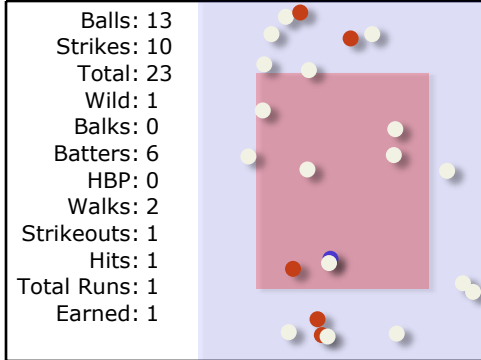 Balls: 13
Strikes: 10
Total: 23
Wild: 1
Balks: 0
Batters: 6
HBP: 0
Walks: 2
Strikeouts: 1
Hits: 1
Total Runs: 1
Earned: 1